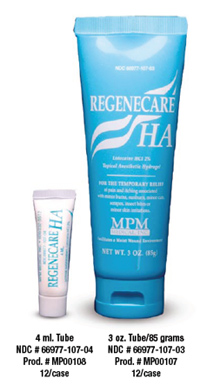 NDC 66977-107-03
REGENECARE
HA
Lidocaine HCl 2%
Topical Anesthetic Hydrogel
FOR THE TEMPORARY RELIEF
of pain and itching associated
with minor burns, sunburn, minor cuts,
scrapes, insect bites or
minor skin irritations.
MPM
MEDICAL INC
Facilitates a Moist Wound Environment
NET WT. 3 OZ. (85g)
REGENECARE HA
4 ml. Tube
NDC # 66977-107-04
Prod. # MP00108
12/case
3 oz. Tube/85 grams
NDC # 66977-107-03
Prod. # MP00107
12/case